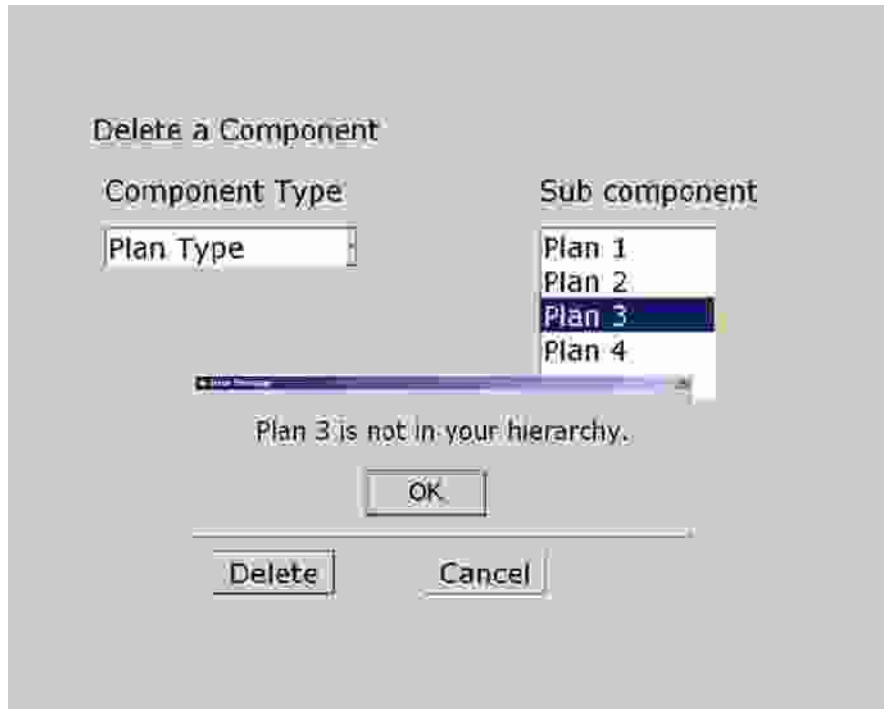 Delete a Component
Component Type
Sub component
Plan Type
Plan 1
Plan 2
Plan 3
Plan 4
Plan 3 is not in your hierarchy.
OK
Delete
Cancel